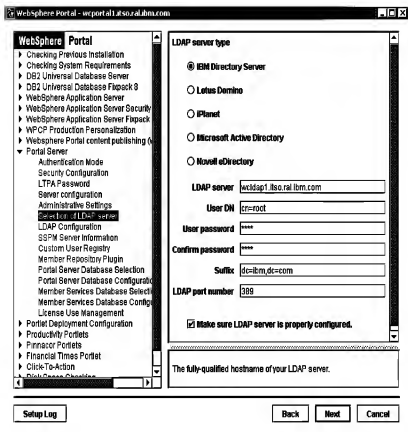 WebSphere Portal - wcportal1.itso.ral.ibm.com
WebSphere Portal
Checking Previous Installation
Checking System Requirements
DB2 Universal Database Server
DB2 Universal Database Fixpack 8
WebSphere Application Server
WebSphere Application Server Security
WebSphere Application Server Fixpack
WPCP Production Personalization
Websphere Portal content publishing (w
Portal Server
Authentication Mode
Security Configuration
LTPA Password
Server configuration
Administrative Settings
Selection of LDAP server
LDAP Configuration
SSPM Server Information
Custom User Registry
Member Repository Plugin
Portal Server Database Selection
Portal Server Database Configuratio
Member Services Database Selecti
Member Services Database Config
License Use Management
Portlet Deployment Configuration
Productivity Portlets
Pinnacor Portlets
Financial Times Portlet
Click-To-Action
Disk Space Checking
LDAP server type
IBM Directory Server
Lotus Domino
iPlanet
Microsoft Active Directory
Novell eDirectory
LDAP server wcldap1.itso.ral.ibm.com
User DN cn=root
User password ****
Confirm password ****
Suffix dc=ibm,dc=com
LDAP port number 389
Make sure LDAP server is properly configured.
The fully-qualified hostname of your LDAP server.
Setup Log
Back Next Cancel